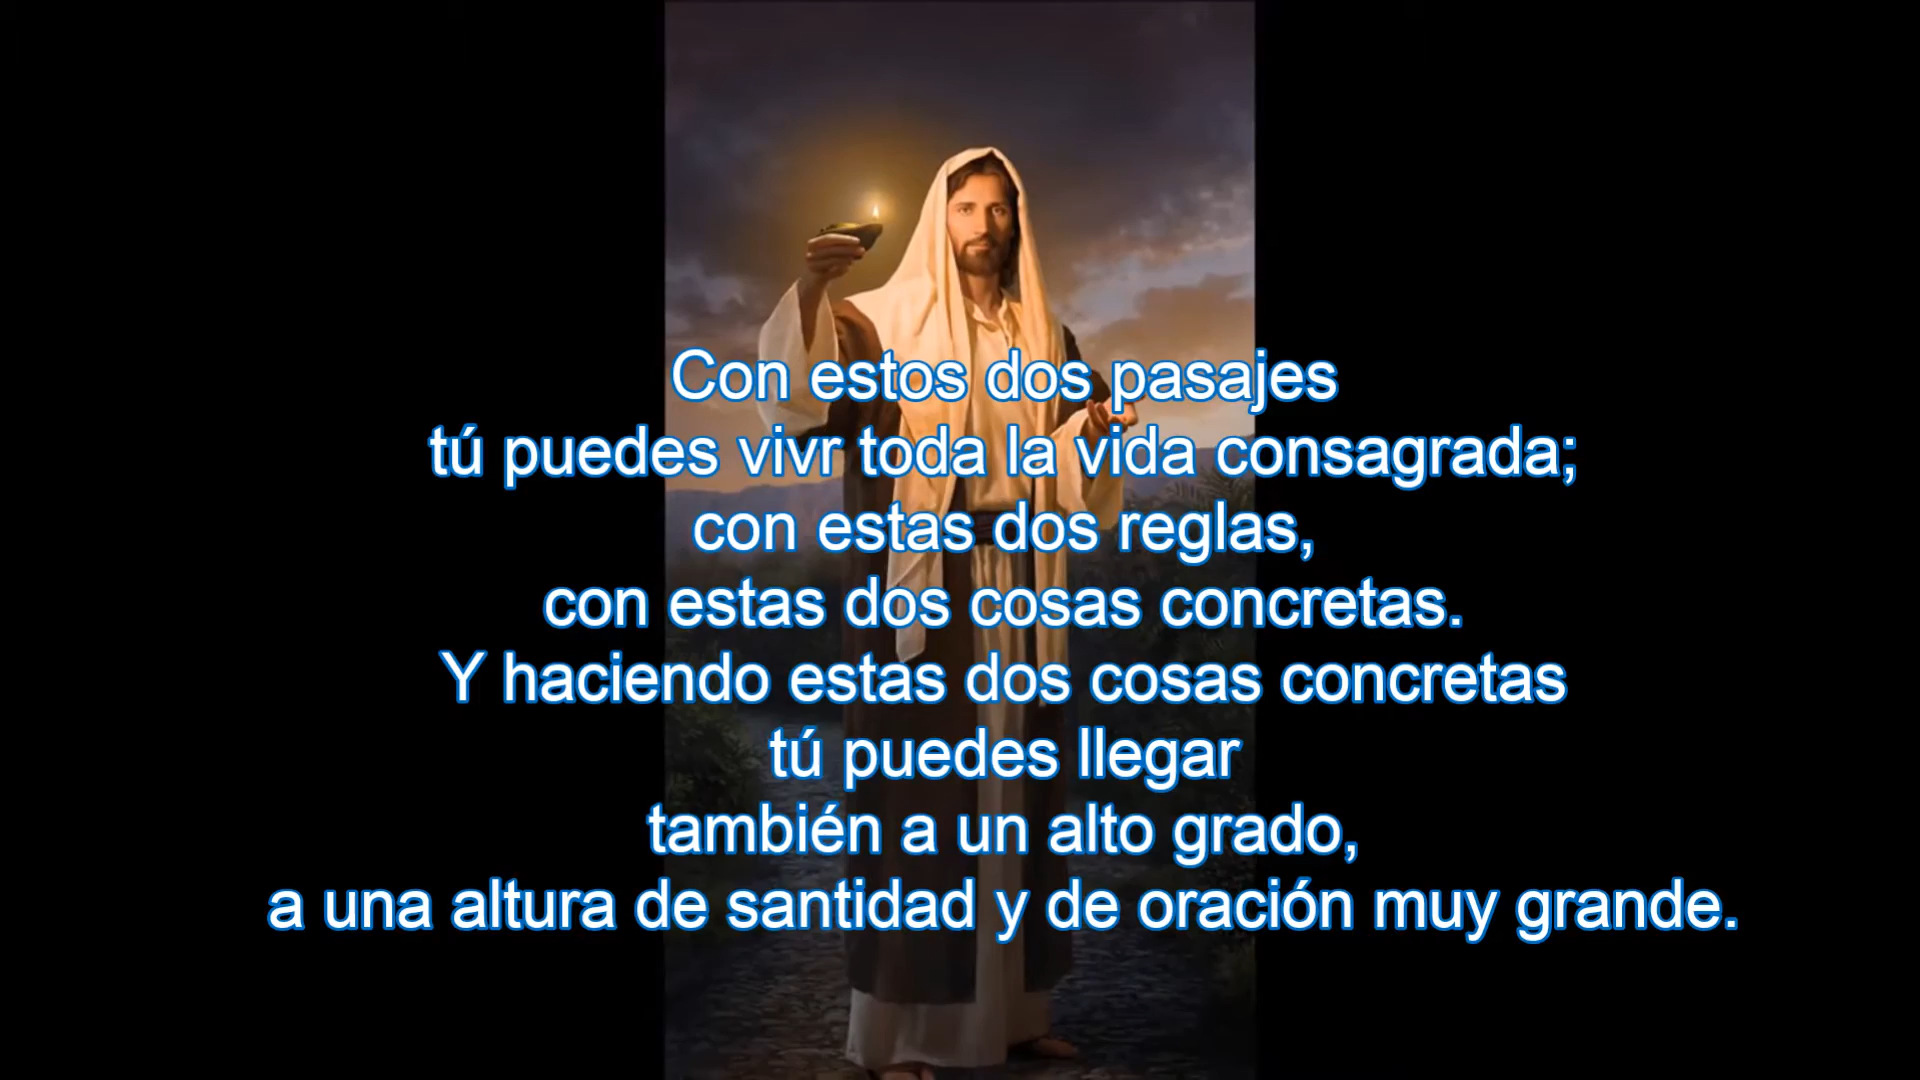 Con estos dos pasajes
tú puedes vivr toda la vida consagrada;
con estas dos reglas,
con estas dos cosas concretas.
Y haciendo estas dos cosas concretas
tú puedes llegar
también a un alto grado,
a una altura de santidad y de oración muy grande.